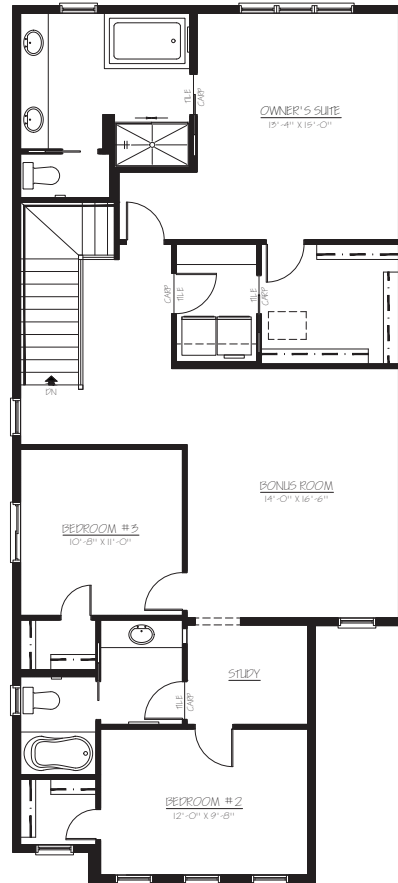 OWNER'S SUITE
13'-4" X 15'-0"
TILE
CARP
CARP
TILE
TILE
CARP
DN
BONUS ROOM
14'-0" X 16'-6"
BEDROOM #3
10'-8" X 11'-0"
STUDY
TILE
CARP
BEDROOM #2
12'-0" X 9'-8"